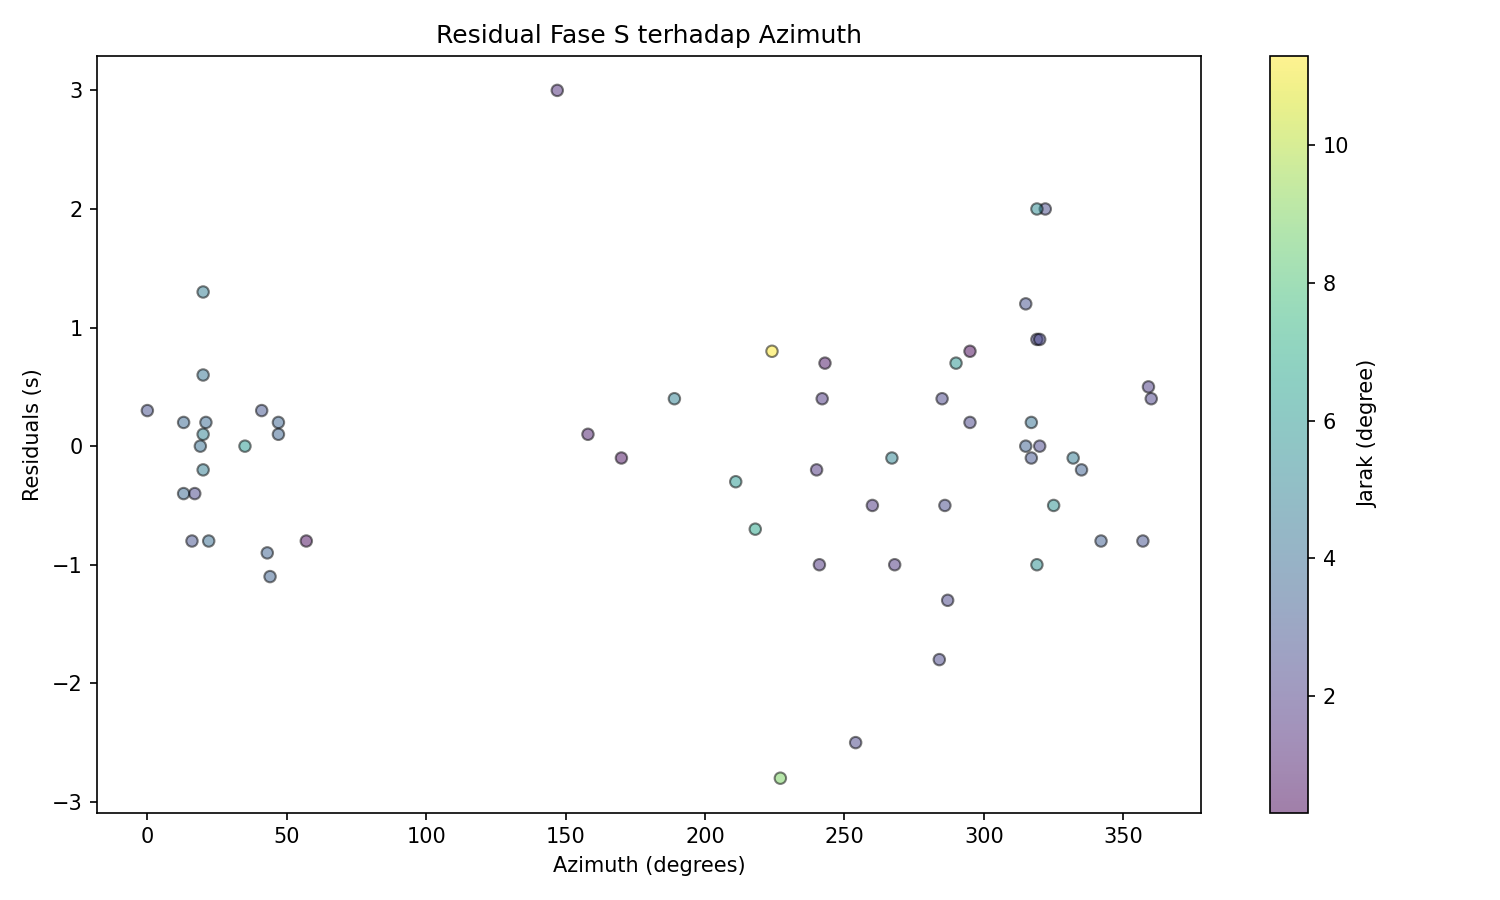 Residual Fase S terhadap Azimuth
3
2
1
0
−1
−2
−3
Residuals (s)
0 50 100 150 200 250 300 350
Azimuth (degrees)
10
8
6
4
2
Jarak (degree)